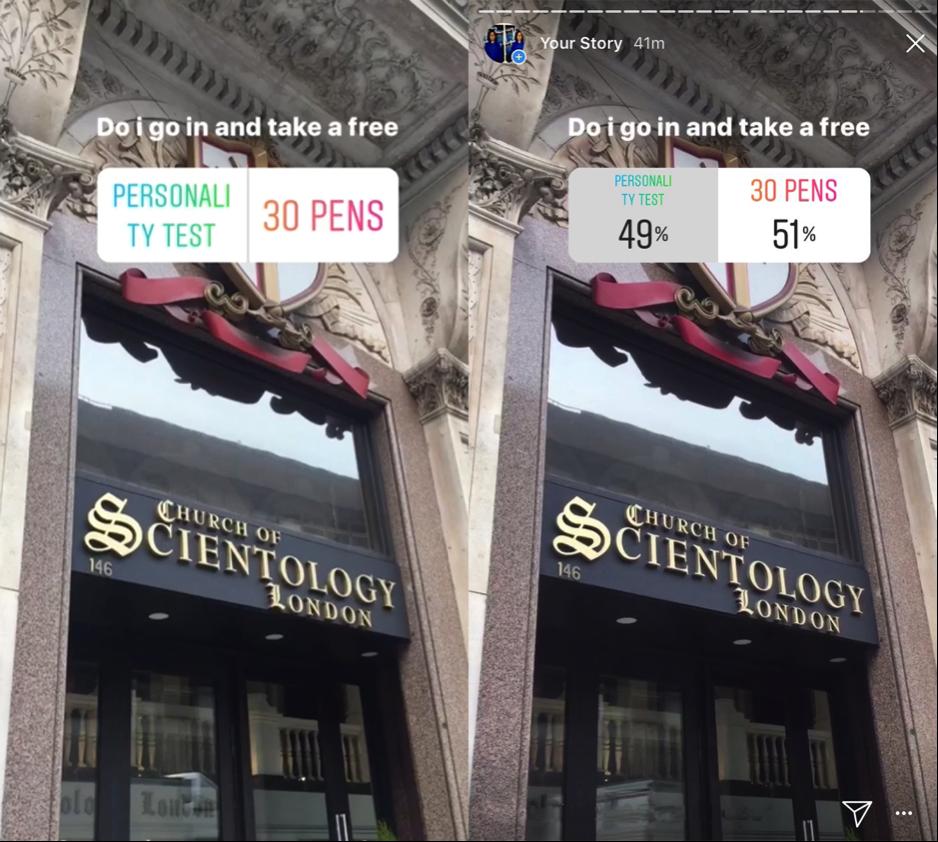 Do i go in and take a free
PERSONALI
TY TEST
30 PENS
CHURCH OF
SCIENTOLOGY
146
LONDON
Your Story 41m
Do i go in and take a free
PERSONALI
TY TEST
49%
30 PENS
51%
CHURCH OF
SCIENTOLOGY
146
LONDON